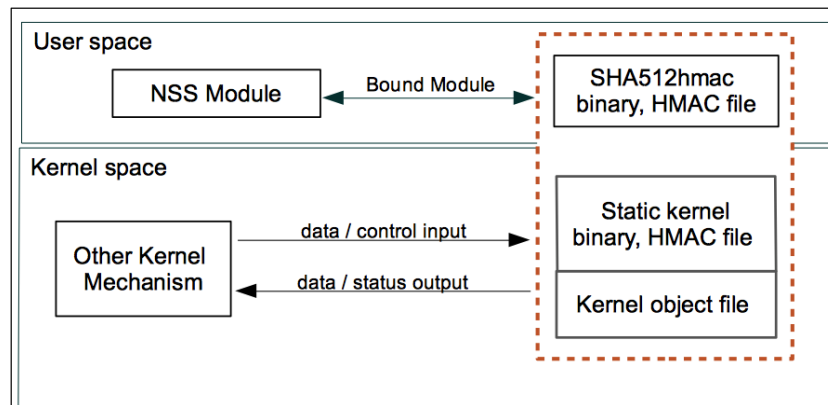 User space
NSS Module
Bound Module
SHA512hmac
binary, HMAC file
Kernel space
Other Kernel
Mechanism
data / control input
data / status output
Static kernel
binary, HMAC file
Kernel object file